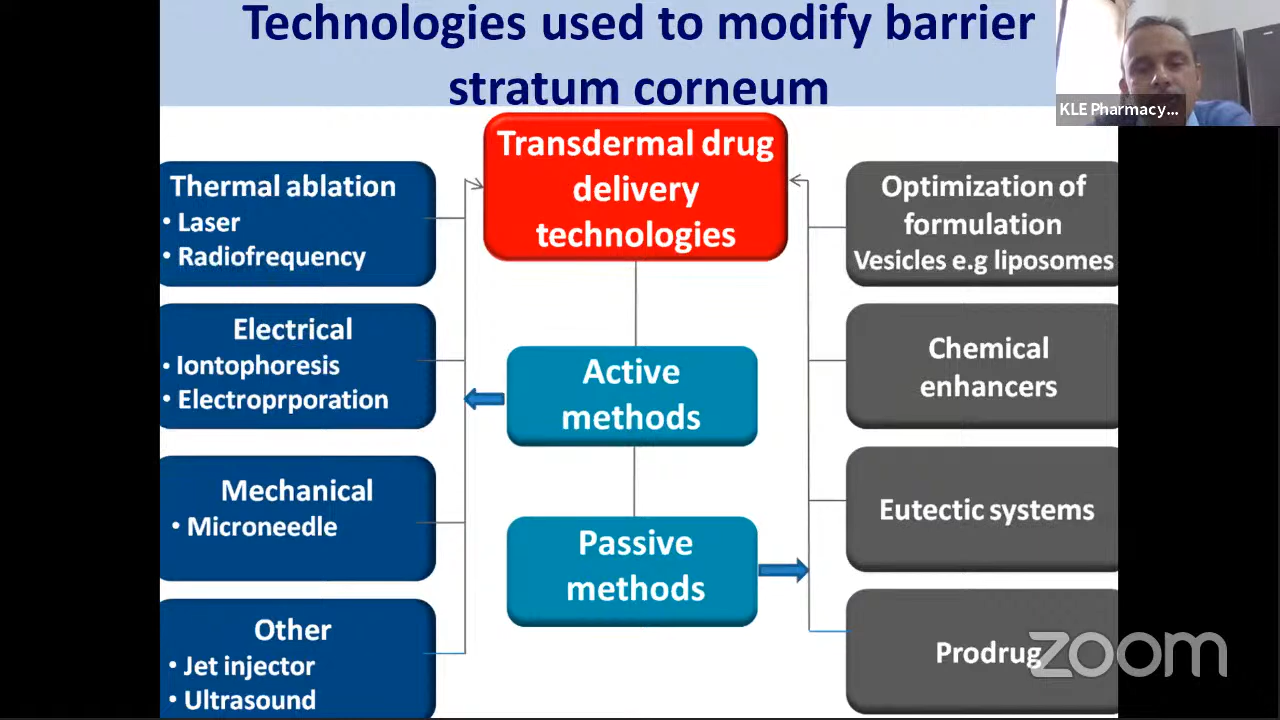 Technologies used to modify barrier
stratum corneum
KLE Pharmacy...
Transdermal drug
delivery
technologies
Thermal ablation
• Laser
• Radiofrequency
Electrical
• Iontophoresis
• Electroprporation
Mechanical
• Microneedle
Other
• Jet injector
• Ultrasound
Active
methods
Passive
methods
Optimization of
formulation
Vesicles e.g liposomes
Chemical
enhancers
Eutectic systems
Prodrug
zoom